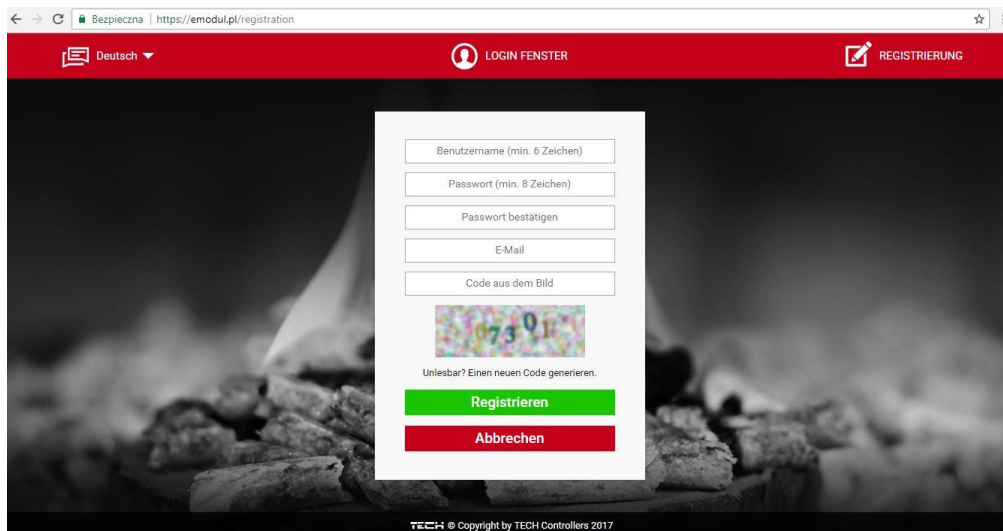 Bezpieczna | https://emodul.pl/registration
Deutsch
LOGIN FENSTER
REGISTRIERUNG
Benutzername (min. 6 Zeichen)
Passwort (min. 8 Zeichen)
Passwort bestätigen
E-Mail
Code aus dem Bild
Unlesbar? Einen neuen Code generieren.
Registrieren
Abbrechen
TECH © Copyright by TECH Controllers 2017